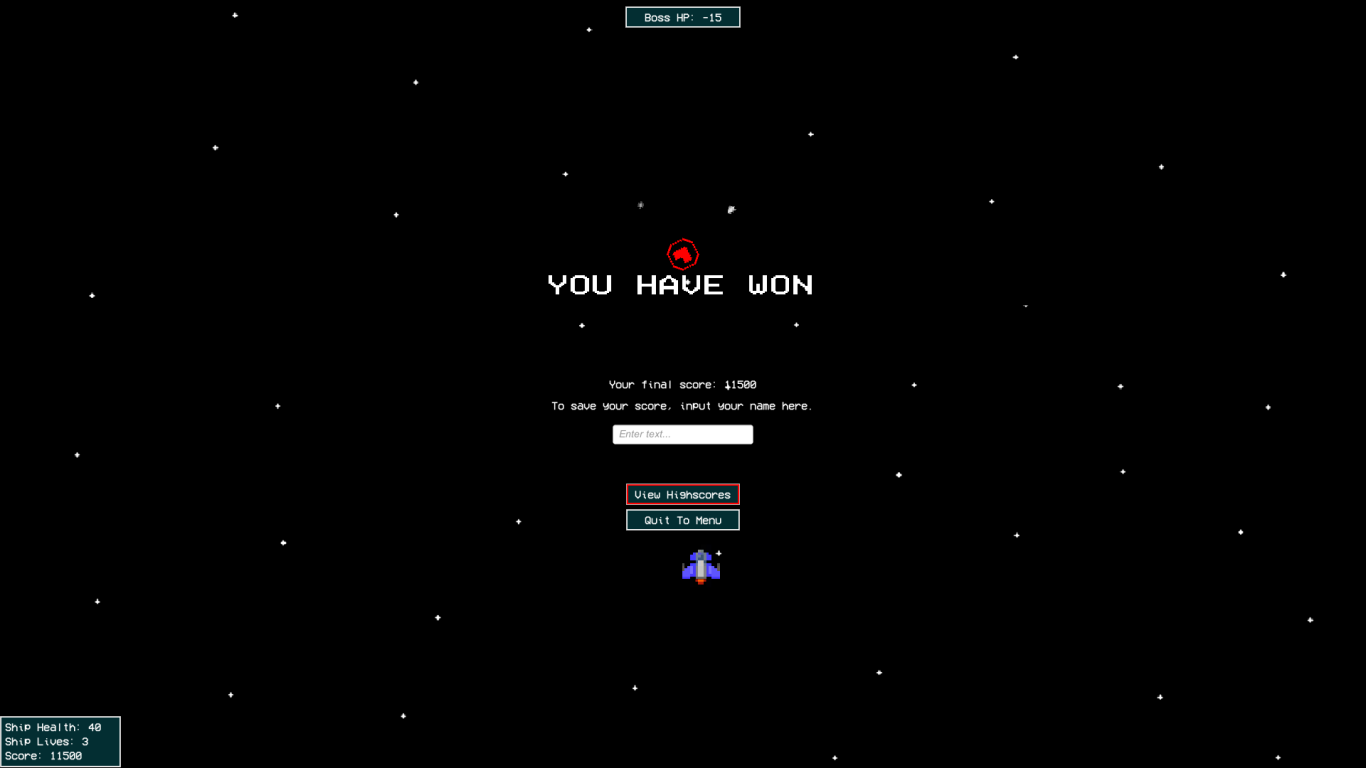 Boss HP: -15
YOU HAVE WON
Your final score: 11500
To save your score, input your name here.
Enter text...
View Highscores
Quit To Menu
Ship Health: 40
Ship Lives: 3
Score: 11500